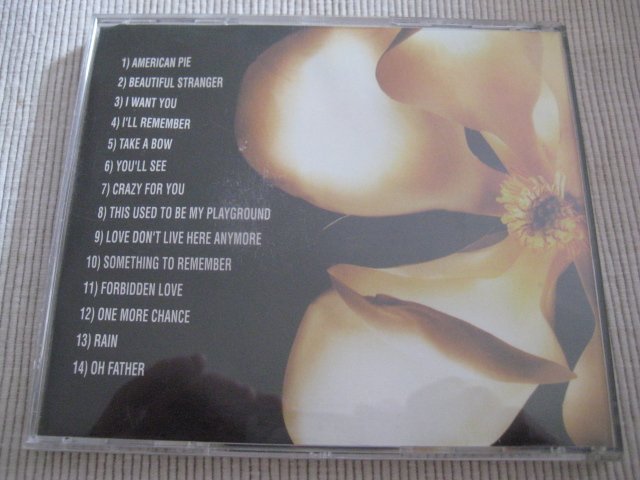 1) AMERICAN PIE
2) BEAUTIFUL STRANGER
3) I WANT YOU
4) I'LL REMEMBER
5) TAKE A BOW
6) YOU'LL SEE
7) CRAZY FOR YOU
8) THIS USED TO BE MY PLAYGROUND
9) LOVE DON'T LIVE HERE ANYMORE
10) SOMETHING TO REMEMBER
11) FORBIDDEN LOVE
12) ONE MORE CHANCE
13) RAIN
14) OH FATHER